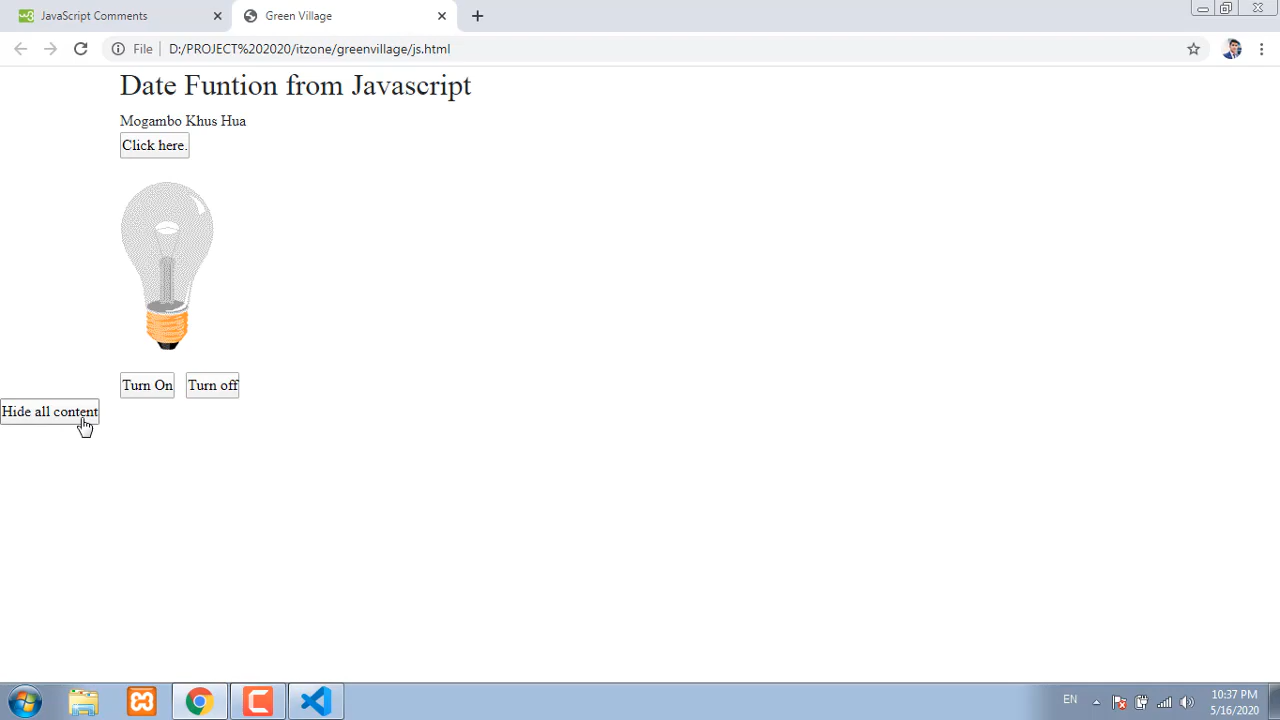 JavaScript Comments
Green Village
File
D:/PROJECT%202020/itzone/greenvillage/js.html
Date Funtion from Javascript
Mogambo Khus Hua
Click here.
Turn On
Turn off
Hide all content
EN
10:37 PM
5/16/2020